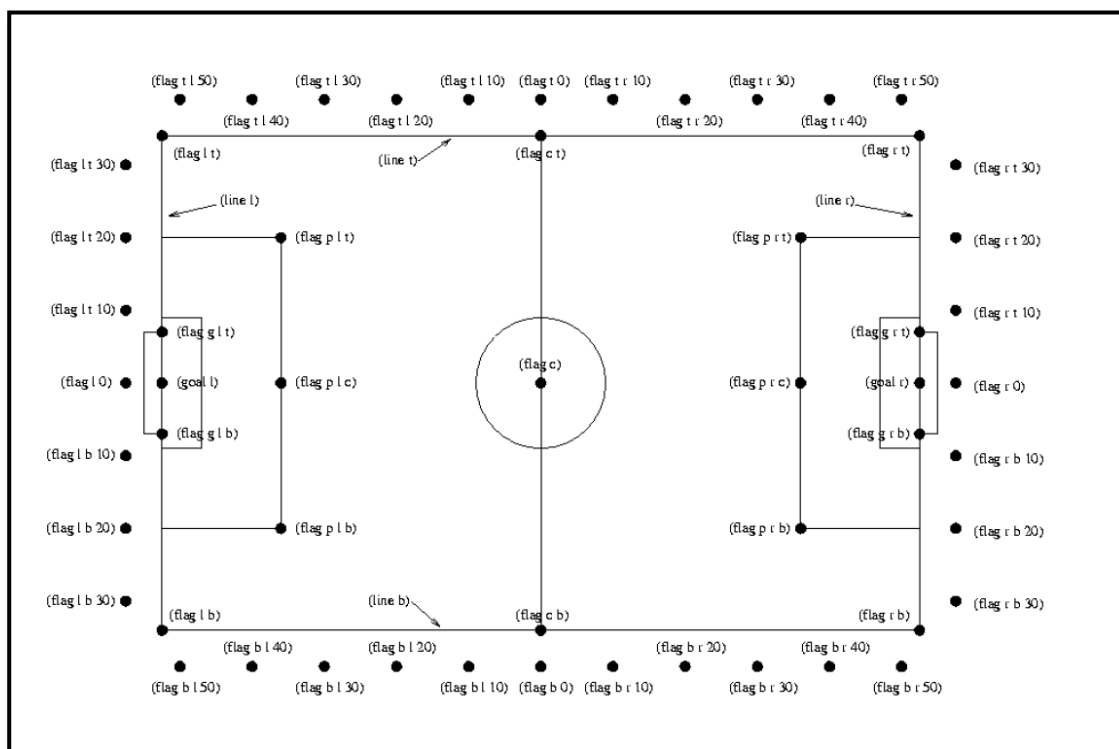 (flag t l 50) (flag t l 30) (flag t l 10) (flag t 0) (flag t r 10) (flag t r 30) (flag t r 50)
(flag t l 40) (flag t l 20) (flag t r 20) (flag t r 40)
(flag l t) (line t) (flag c t) (flag r t)
(flag l t 30) (flag r t 30)
(line l) (line r)
(flag l t 20) (flag p l t) (flag p r t) (flag r t 20)
(flag l t 10) (flag r t 10)
(flag g l t) (flag g r t)
(flag c)
(flag l 0) (goal l) (flag p l c) (flag p r c) (goal r) (flag r 0)
(flag g l b) (flag g r b)
(flag l b 10) (flag r b 10)
(flag l b 20) (flag p l b) (flag p r b) (flag r b 20)
(flag l b 30) (line b) (flag r b 30)
(flag l b) (flag c b) (flag r b)
(flag b l 40) (flag b l 20) (flag b r 20) (flag b r 40)
(flag b l 50) (flag b l 30) (flag b l 10) (flag b 0) (flag b r 10) (flag b r 30) (flag b r 50)